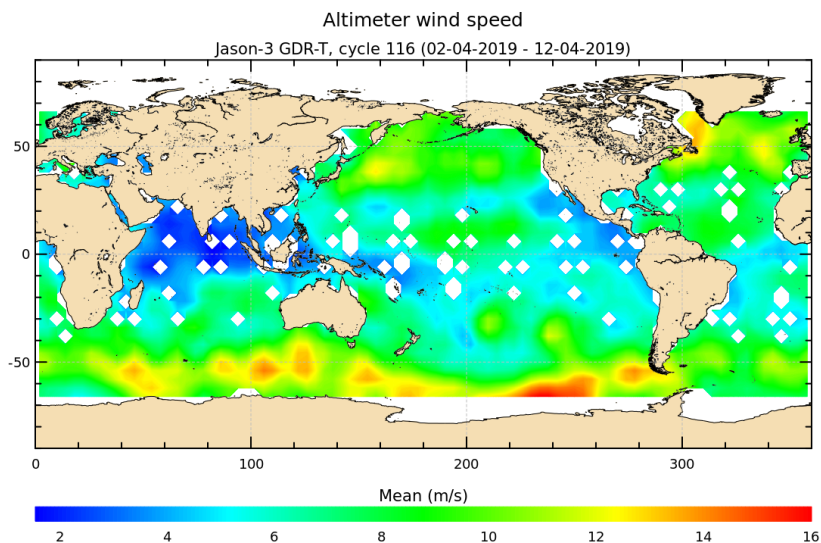 Altimeter wind speed
Jason-3 GDR-T, cycle 116 (02-04-2019 - 12-04-2019)
50
0
-50
0 100 200 300
Mean (m/s)
2 4 6 8 10 12 14 16